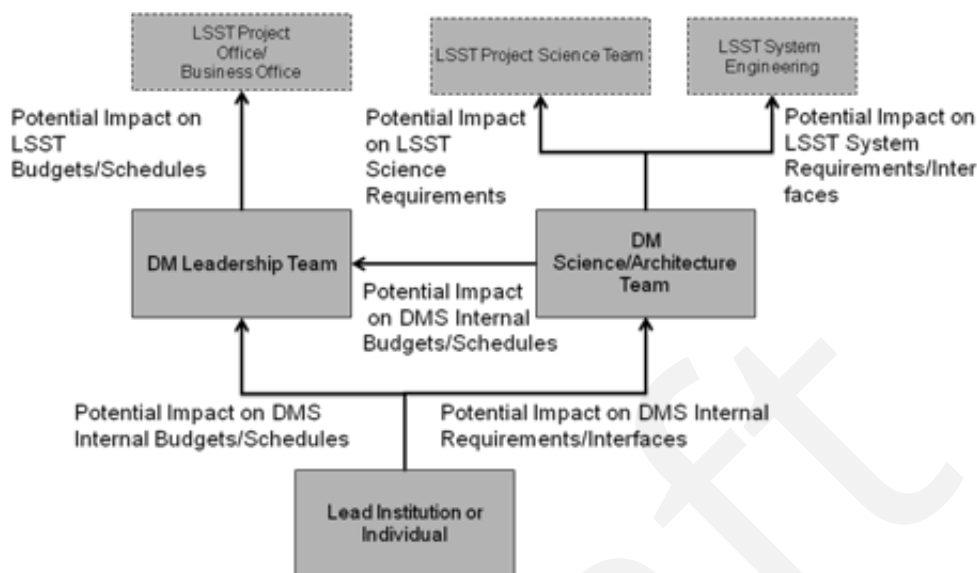 LSST Project
Office/
Business Office
LSST Project Science Team
LSST System
Engineering
Potential Impact on
LSST
Budgets/Schedules
Potential Impact
on LSST
Science
Requirements
Potential Impact on
LSST System
Requirements/Inter
faces
DM Leadership Team
DM
Science/Architecture
Team
Potential Impact
on DMS Internal
Budgets/Schedules
Potential Impact on DMS
Internal Budgets/Schedules
Potential Impact on DMS Internal
Requirements/Interfaces
Lead Institution or
Individual